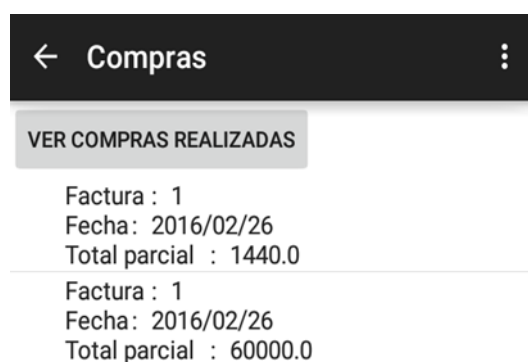 Compras
VER COMPRAS REALIZADAS
Factura : 1
Fecha: 2016/02/26
Total parcial : 1440.0
Factura : 1
Fecha: 2016/02/26
Total parcial : 60000.0